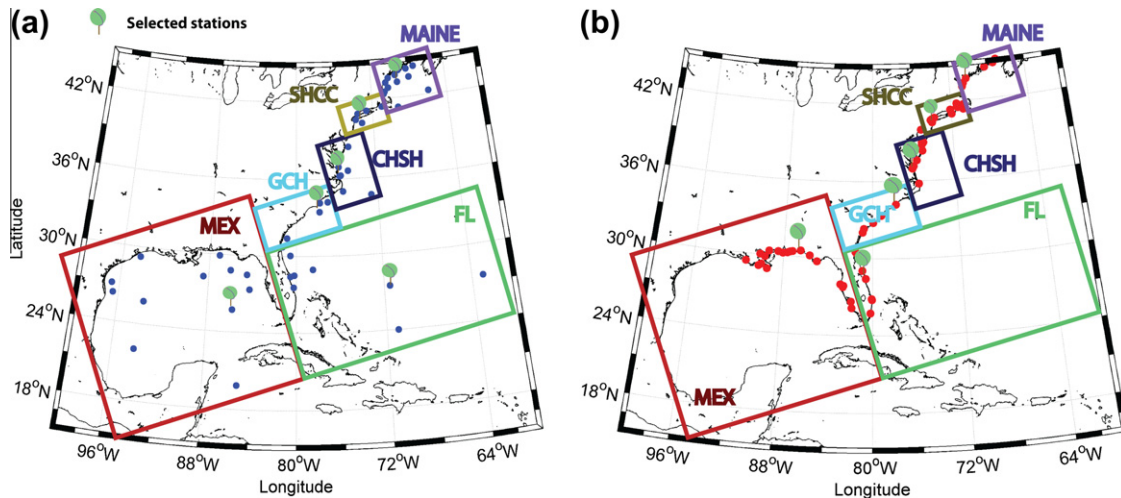 (a)
Selected stations
MAINE
SHCC
CHSH
GCH
MEX
FL
42°N
36°N
30°N
24°N
18°N
Latitude
96°W
88°W
80°W
72°W
64°W
Longitude
(b)
MAINE
SHCC
CHSH
GCH
FL
MEX
42°N
36°N
30°N
24°N
18°N
96°W
88°W
80°W
72°W
64°W
Longitude